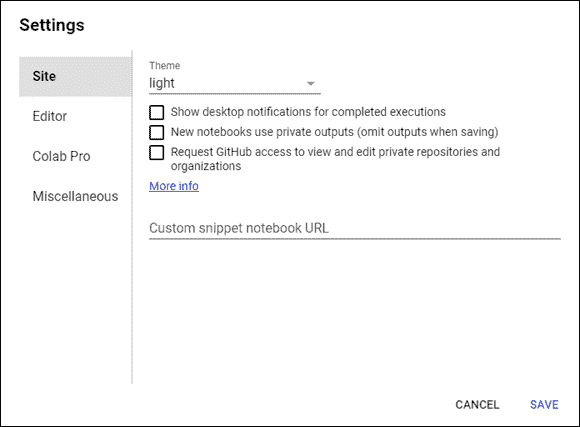 Settings
Site
Editor
Colab Pro
Miscellaneous
Theme
light
Show desktop notifications for completed executions
New notebooks use private outputs (omit outputs when saving)
Request GitHub access to view and edit private repositories and
organizations
More info
Custom snippet notebook URL
CANCEL SAVE